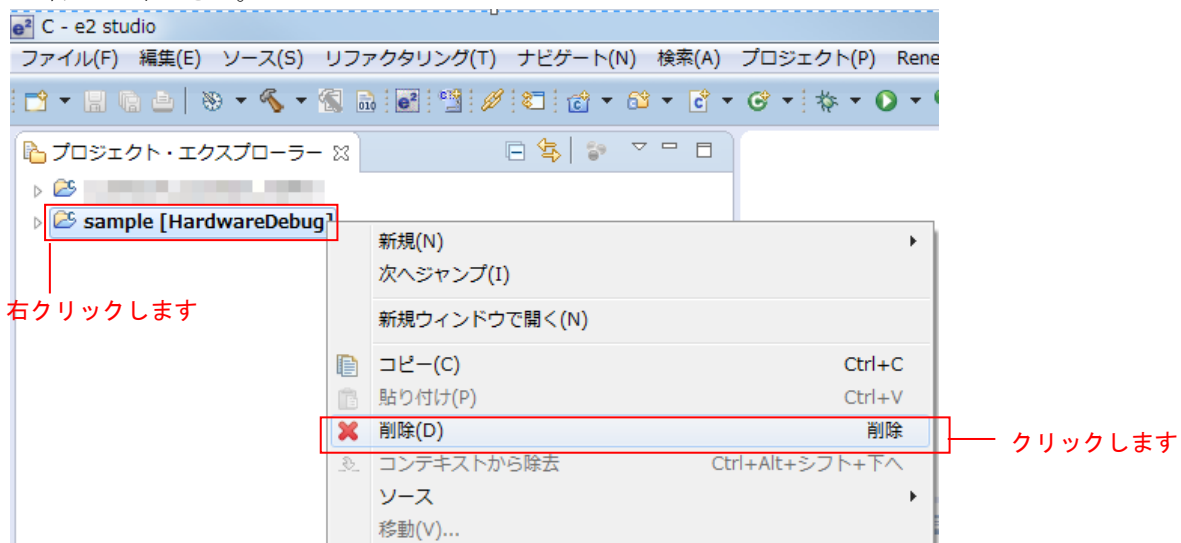 C - e2 studio
ファイル(F) 編集(E) ソース(S) リファクタリング(T) ナビゲート(N) 検索(A) プロジェクト(P) Rene
プロジェクト・エクスプローラー
sample [HardwareDebug]
右クリックします
新規(N)
次へジャンプ(I)
新規ウィンドウで開く(N)
コピー(C) Ctrl+C
貼り付け(P) Ctrl+V
削除(D) 削除
クリックします
コンテキストから除去 Ctrl+Alt+シフト+下へ
ソース
移動(V)...